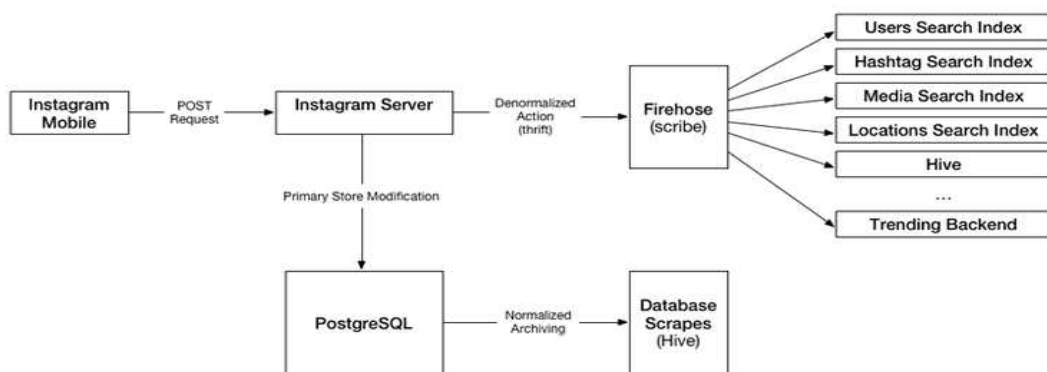 Users Search Index
Hashtag Search Index
Media Search Index
Locations Search Index
Hive
...
Trending Backend
Instagram
Mobile
POST
Request
Instagram Server
Denormalized
Action
(thrift)
Firehose
(scribe)
Primary Store Modification
PostgreSQL
Normalized
Archiving
Database
Scrapes
(Hive)